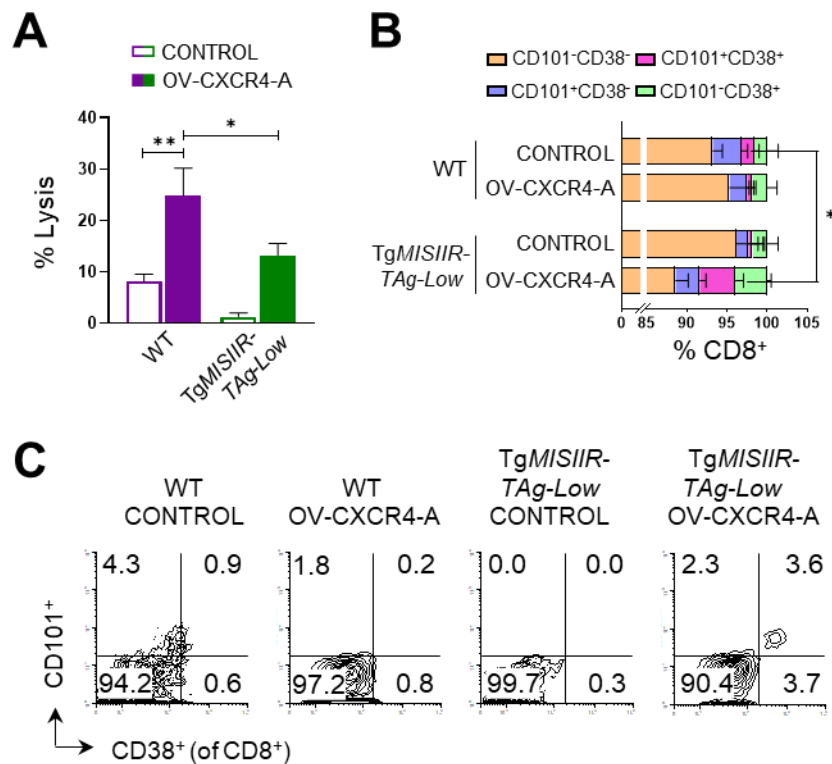 A
CONTROL
OV-CXCR4-A
% Lysis
40
30
20
10
0
**
*
WT
TgMISIIR-
TAg-Low
B
CD101⁻CD38⁻
CD101⁺CD38⁺
CD101⁺CD38⁻
CD101⁻CD38⁺
WT
CONTROL
OV-CXCR4-A
TgMISIIR-
TAg-Low
CONTROL
OV-CXCR4-A
*
0 85 90 95 100 105
% CD8⁺
C
WT
CONTROL
WT
OV-CXCR4-A
TgMISIIR-
TAg-Low
CONTROL
TgMISIIR-
TAg-Low
OV-CXCR4-A
4.3 0.9
94.2 0.6
1.8 0.2
97.2 0.8
0.0 0.0
99.7 0.3
2.3 3.6
90.4 3.7
CD101⁺
CD38⁺ (of CD8⁺)